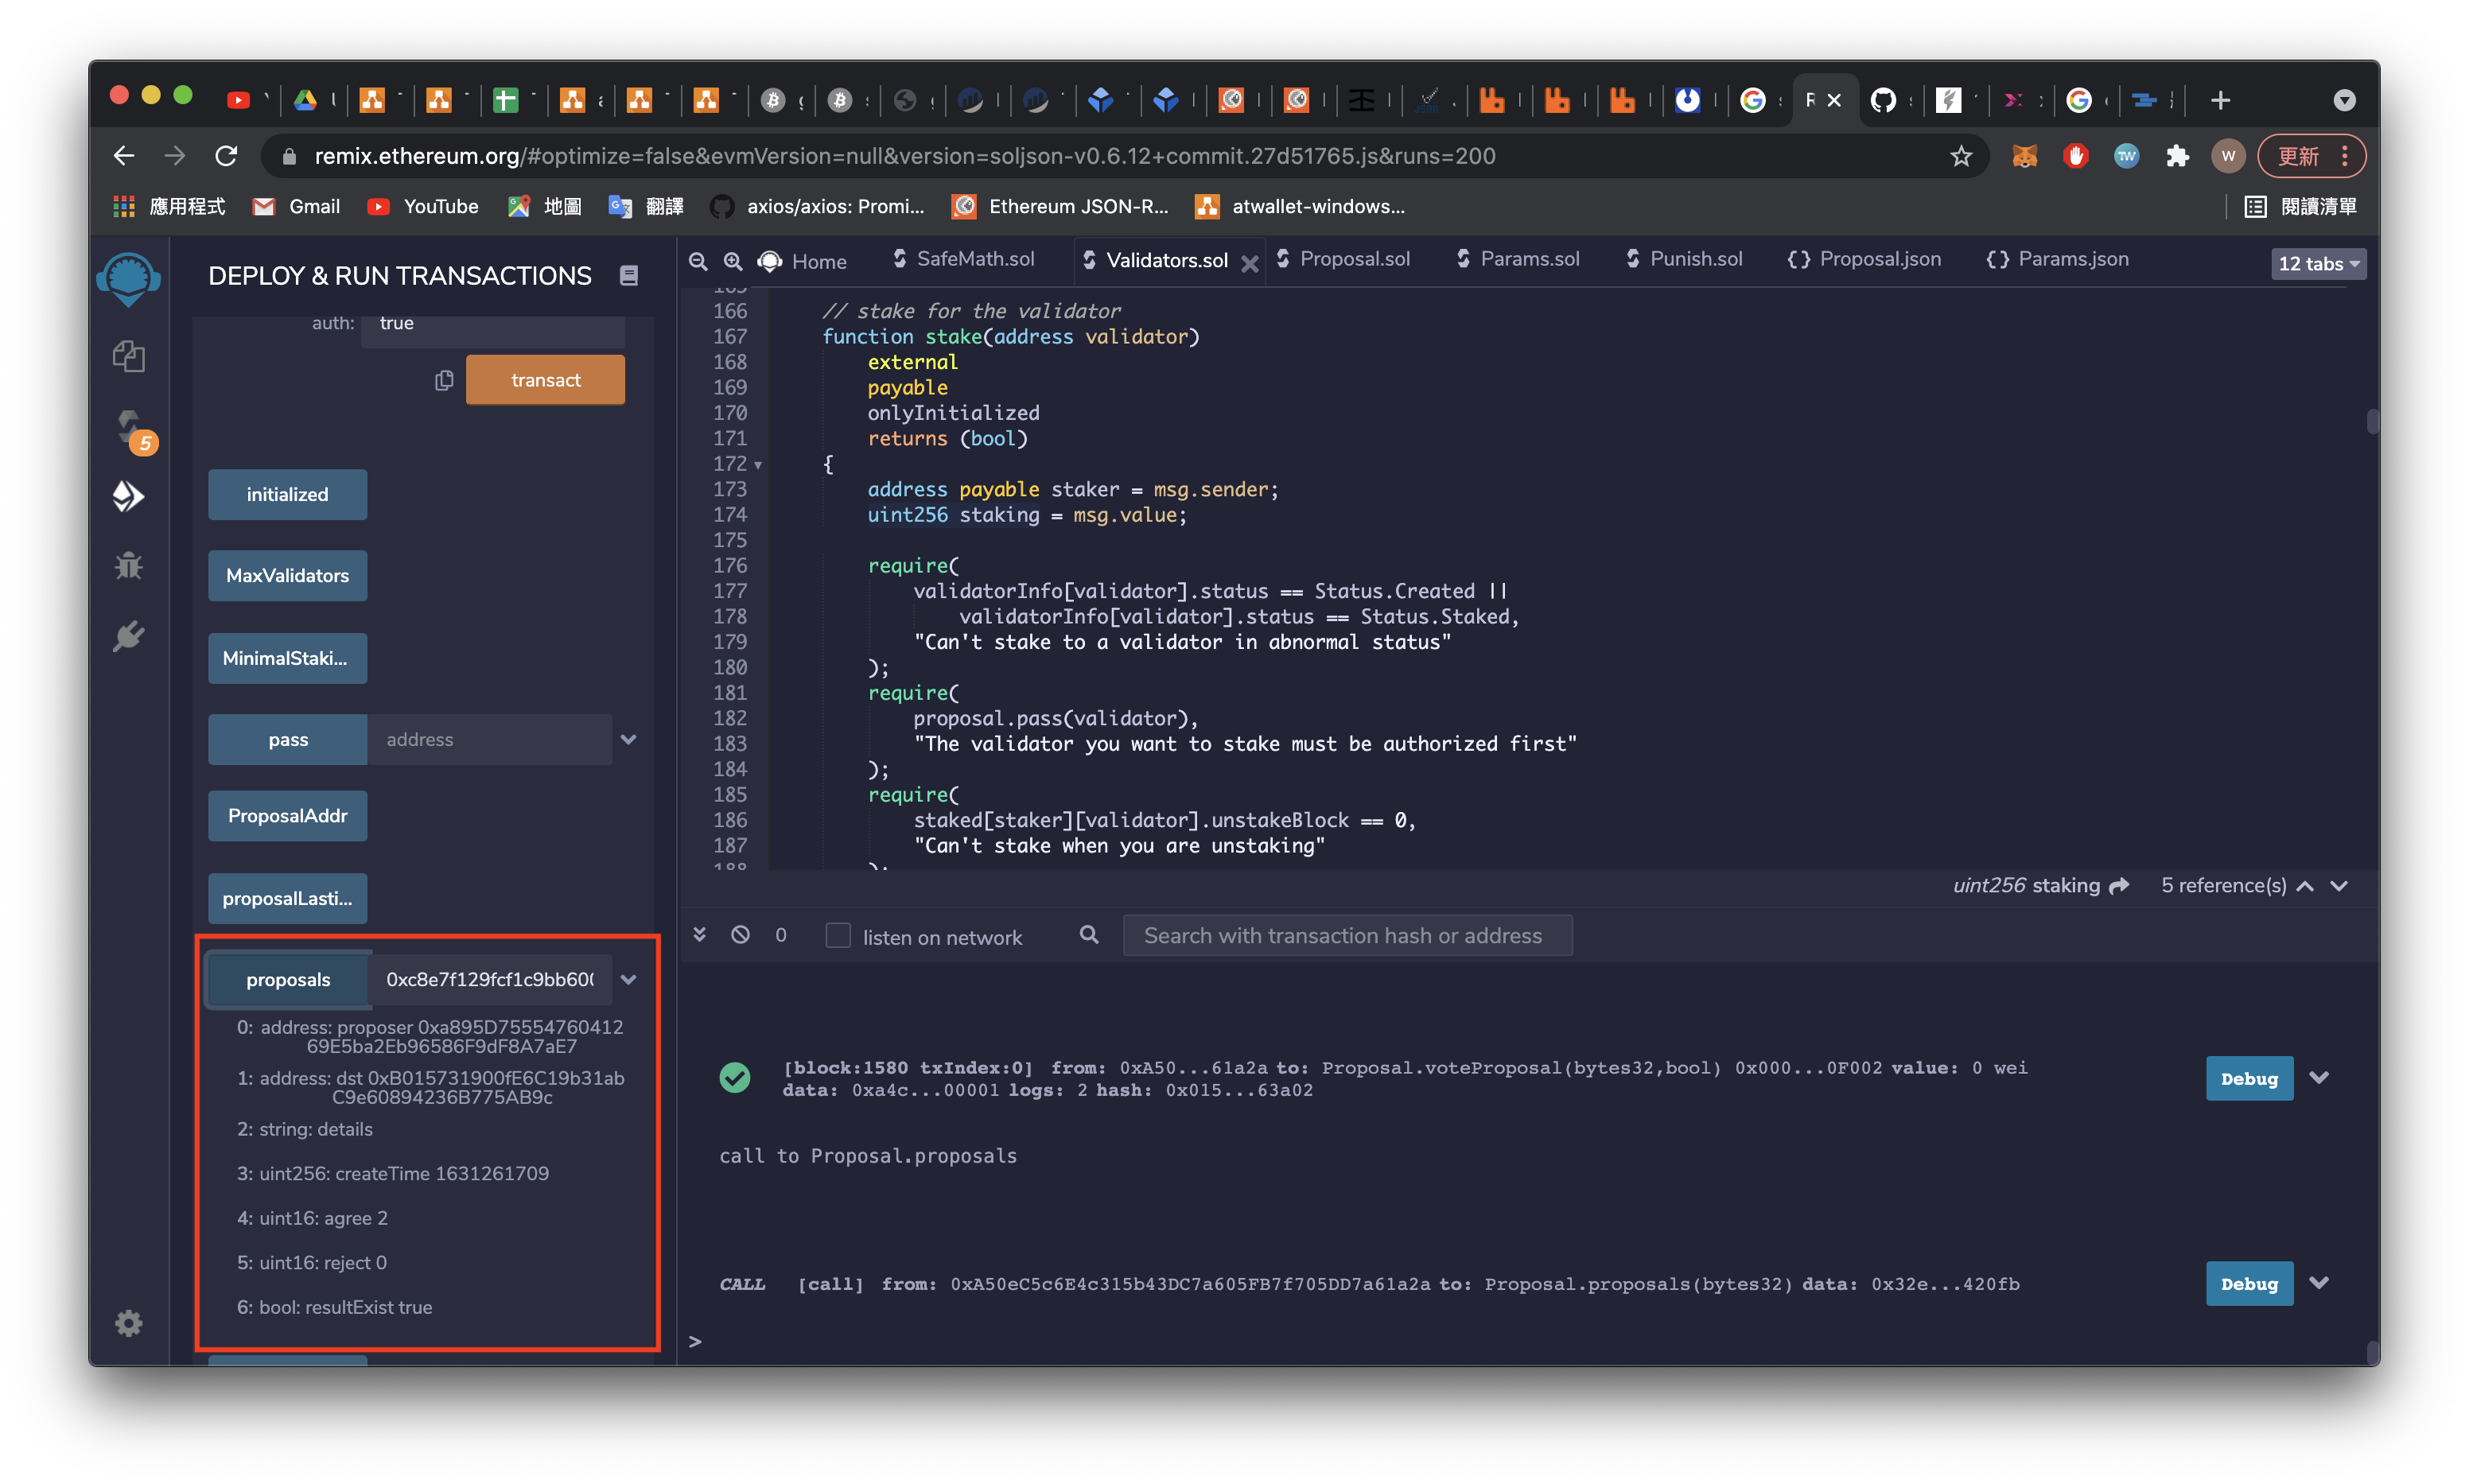 remix.ethereum.org/#optimize=false&evmVersion=null&version=soljson-v0.6.12+commit.27d51765.js&runs=200
W
更新
應用程式
Gmail
YouTube
地圖
翻譯
axios/axios: Promi...
Ethereum JSON-R...
atwallet-windows...
閱讀清單
DEPLOY & RUN TRANSACTIONS
auth: true
transact
5
initialized
MaxValidators
MinimalStaki...
pass address
ProposalAddr
proposalLasti...
proposals 0xc8e7f129fcf1c9bb60
0: address: proposer 0xa895D75554760412
69E5ba2Eb96586F9dF8A7aE7
1: address: dst 0xB015731900fE6C19b31ab
C9e60894236B775AB9c
2: string: details
3: uint256: createTime 1631261709
4: uint16: agree 2
5: uint16: reject 0
6: bool: resultExist true
Home
SafeMath.sol
Validators.sol
Proposal.sol
Params.sol
Punish.sol
Proposal.json
Params.json
12 tabs
166 // stake for the validator
167 function stake(address validator)
168 external
169 payable
170 onlyInitialized
171 returns (bool)
172 {
173 address payable staker = msg.sender;
174 uint256 staking = msg.value;
175
176 require(
177 validatorInfo[validator].status == Status.Created ||
178 validatorInfo[validator].status == Status.Staked,
179 "Can't stake to a validator in abnormal status"
180 );
181 require(
182 proposal.pass(validator),
183 "The validator you want to stake must be authorized first"
184 );
185 require(
186 staked[staker][validator].unstakeBlock == 0,
187 "Can't stake when you are unstaking"
188 );
uint256 staking 5 reference(s)
0 listen on network Search with transaction hash or address
[block:1580 txIndex:0] from: 0xA50...61a2a to: Proposal.voteProposal(bytes32,bool) 0x000...0F002 value: 0 wei
data: 0xa4c...00001 logs: 2 hash: 0x015...63a02
Debug
call to Proposal.proposals
CALL [call] from: 0xA50eC5c6E4c315b43DC7a605FB7f705DD7a61a2a to: Proposal.proposals(bytes32) data: 0x32e...420fb
Debug
>